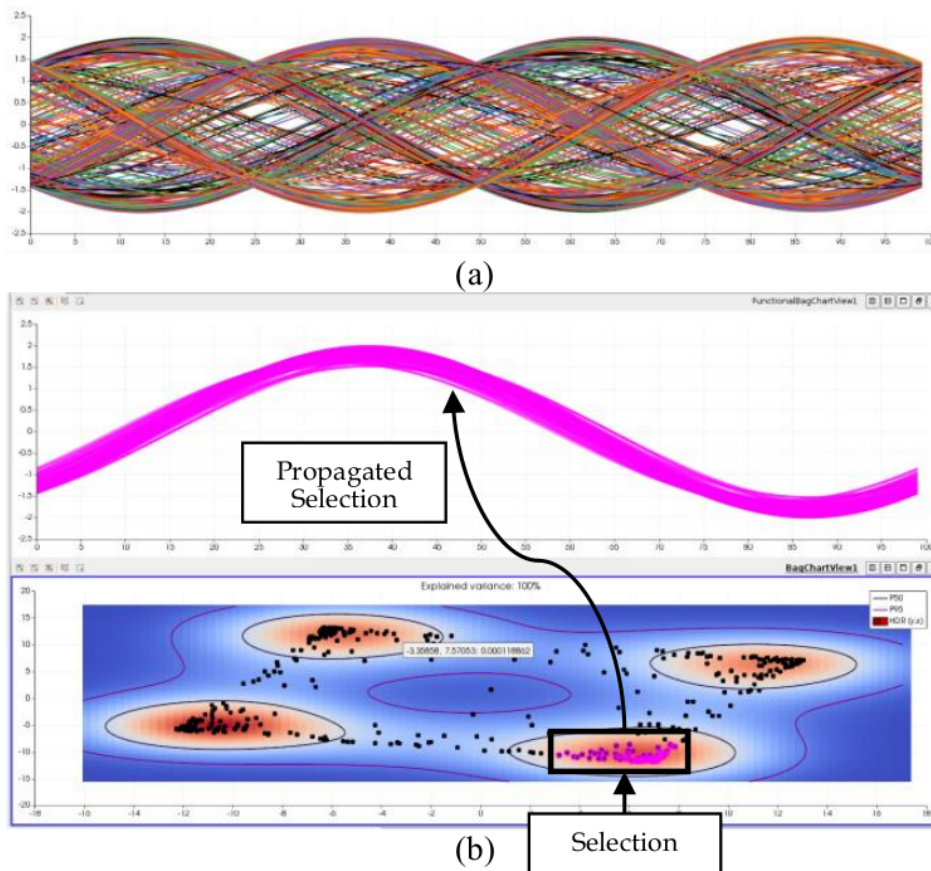 2.5
2
1.5
1
0.5
0
-0.5
-1
-1.5
-2
-2.5
0 5 10 15 20 25 30 35 40 45 50 55 60 65 70 75 80 85 90 95 100
(a)
FunctionalBagChartView1
2.5
2
1.5
1
0.5
0
-0.5
-1
-1.5
-2
-2.5
Propagated
Selection
0 5 10 15 20 25 30 35 40 45 50 55 60 65 70 75 80 85 90 95 100
BagChartView1
Explained variance: 100%
P50
P95
HDR (y,x)
20
15
10
5
0
-5
-10
-15
-20
-3.35858, 7.57053: 0.000118862
-18 -16 -14 -12 -10 -8 -6 -4 -2 0 2 4 6 8 10 12 14 16 18
(b)
Selection